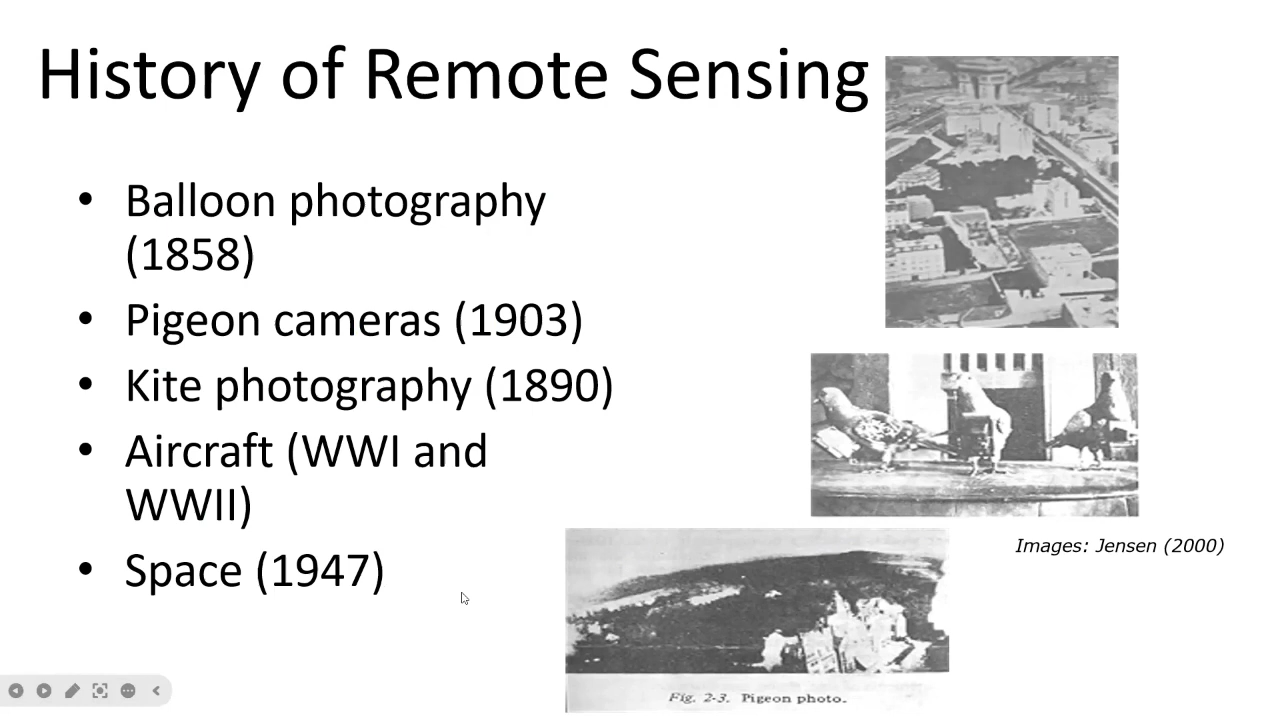 History of Remote Sensing
• Balloon photography
(1858)
• Pigeon cameras (1903)
• Kite photography (1890)
• Aircraft (WWI and
WWII)
• Space (1947)
Images: Jensen (2000)
Fig. 2-3. Pigeon photo.